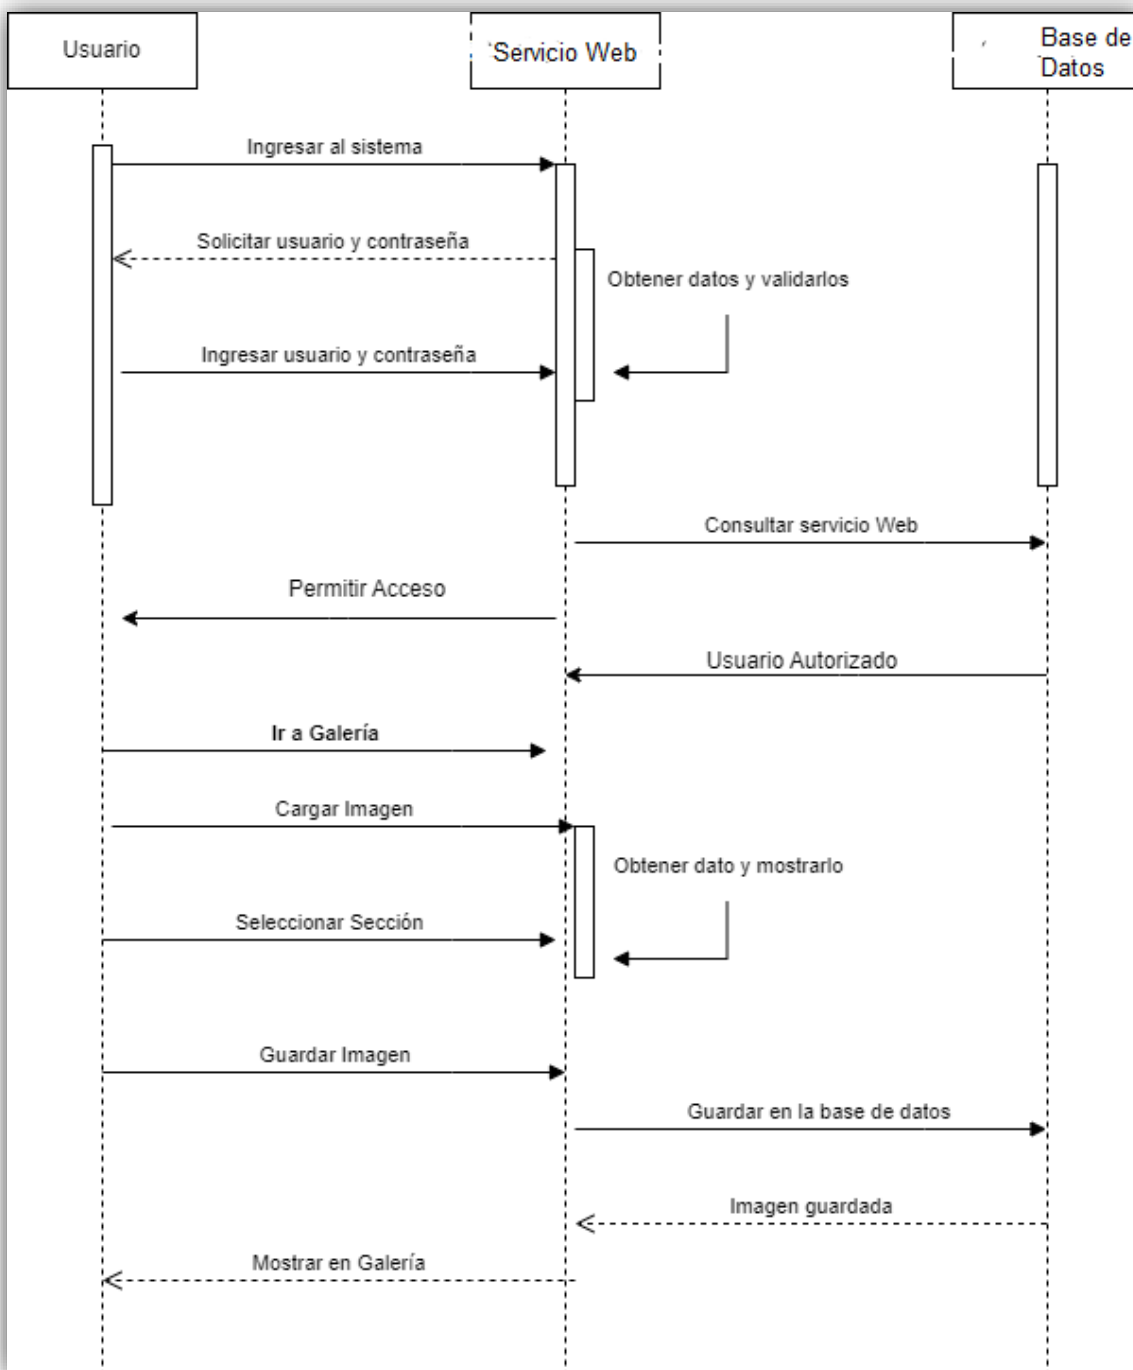 Usuario
Servicio Web
Base de
Datos
Ingresar al sistema
Solicitar usuario y contraseña
Obtener datos y validarlos
Ingresar usuario y contraseña
Consultar servicio Web
Permitir Acceso
Usuario Autorizado
Ir a Galería
Cargar Imagen
Obtener dato y mostrarlo
Seleccionar Sección
Guardar Imagen
Guardar en la base de datos
Imagen guardada
Mostrar en Galería